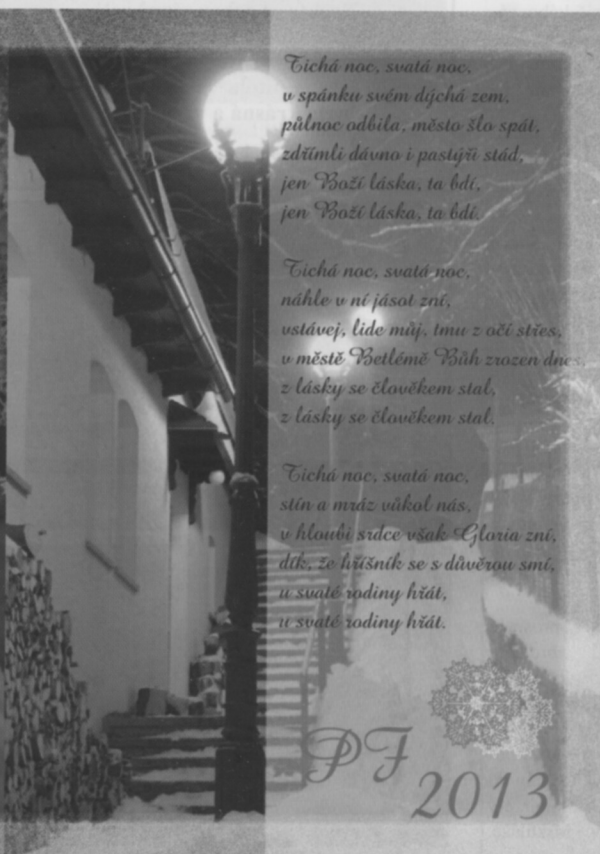 Tichá noc, svatá noc,
v spánku svém dýchá zem,
půlnoc odbila, město šlo spát,
zdřímli dávno i pastýři stád,
jen Boží láska, ta bdí,
jen Boží láska, ta bdí.
Tichá noc, svatá noc,
náhle v ní jásot zní,
vstávej, lide můj, tmu z očí střes,
v městě Betlémě Bůh zrozen dnes,
z lásky se člověkem stal,
z lásky se člověkem stal.
Tichá noc, svatá noc,
stín a mráz vůkol nás,
v hloubi srdce však Gloria zní,
dík, že hříšník se s důvěrou smí,
u svaté rodiny hřát,
u svaté rodiny hřát.
PF
2013